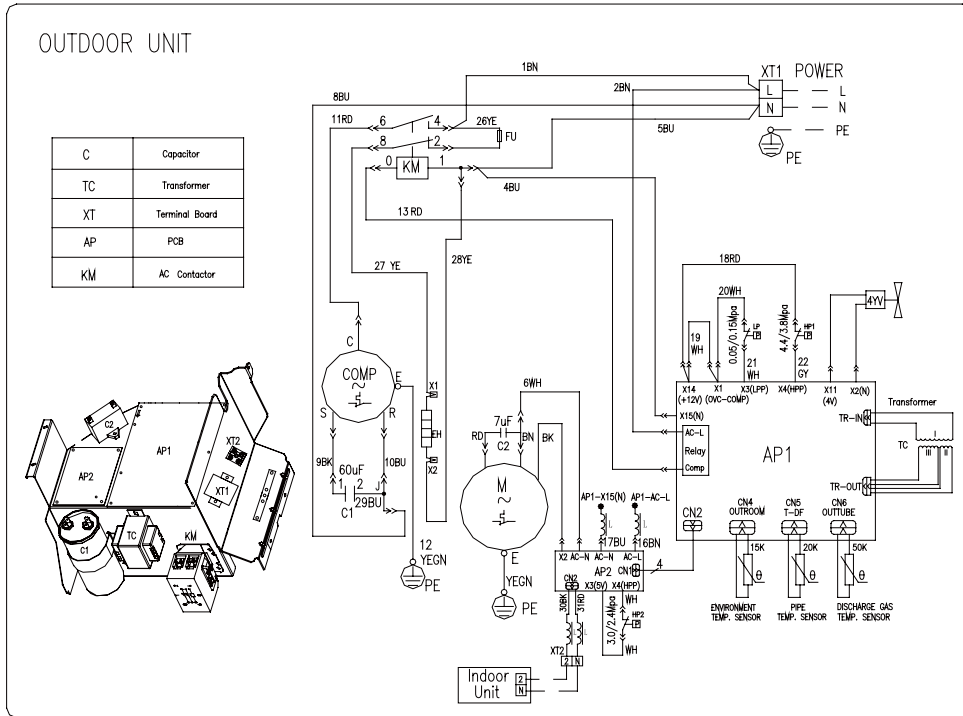 OUTDOOR UNIT
C Capacitor
TC Transformer
XT Terminal Board
AP PCB
KM AC Contactor
1BN
XT1 POWER
2BN
L L
8BU
N N
11RD 6 4 26YE
FU
5BU
PE
8 2
PE
0 KM 1
4BU
13 RD
18RD
27 YE
28YE
20WH
4YV
0.05/0.15Mpa
LP
4.4/3.8Mpa
HP1
19
WH
21
WH
22
GY
C
COMP
~
E
S R
X1
EH
X2
6WH
X14 X1 X3(LPP) X4(HPP) X11 X2(N)
(+12V) (OVC-COMP) (4V)
X15(N)
AC-L
Relay
Comp
AP1
TR-IN
Transformer
I
TC
III II
TR-OUT
7uF
RD C2 BN BK
9BK 60uF 10BU
1 2 J
C1 29BU
M
~
E
AP1-X15(N) AP1-AC-L
L L
17BU 16BN
CN2
CN4
OUTROOM
CN5
T-DF
CN6
OUTTUBE
12
YEGN
PE
YEGN
PE
X2 AC-N AC-N AC-L
AP2 CN1 4
CN2 X3(5V) X4(HPP)
15K 20K 50K
θ θ θ
30BK 31RD
3.0/2.4Mpa
WH
HP2
WH
L L
XT2
2 N
ENVIRONMENT
TEMP. SENSOR
PIPE
TEMP. SENSOR
DISCHARGE GAS
TEMP. SENSOR
Indoor
Unit
2
N
C2
AP1
XT2
AP2
XT1
TC
C1
KM